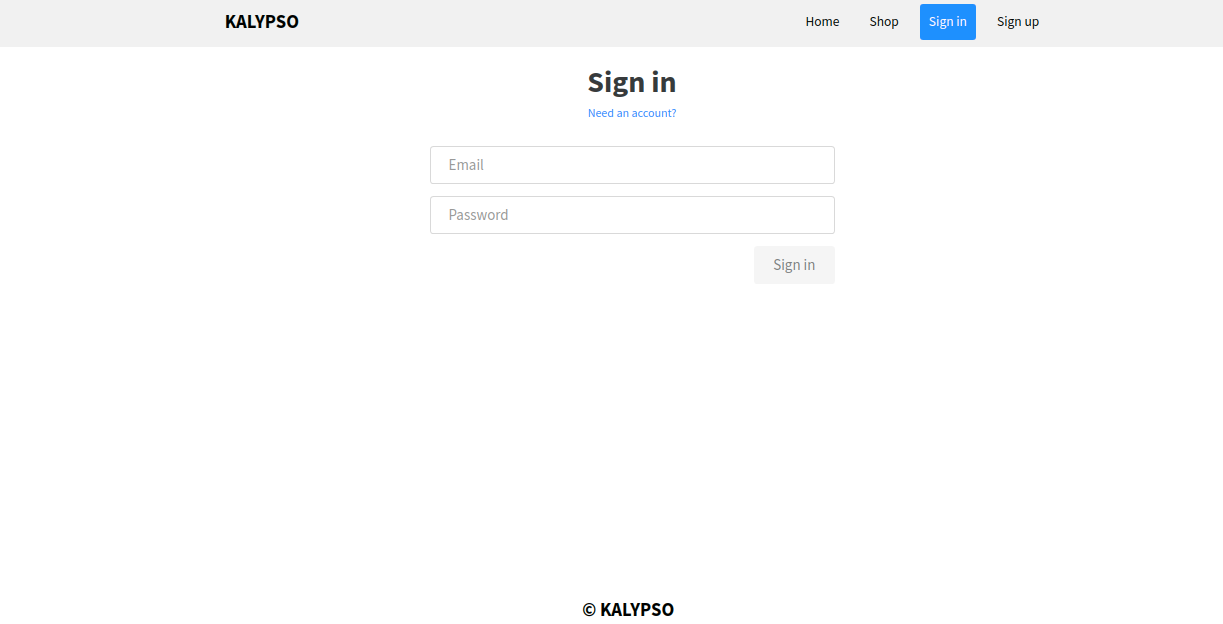 KALYPSO Home Shop Sign in Sign up
Sign in
Need an account?
Email
Password
Sign in
© KALYPSO